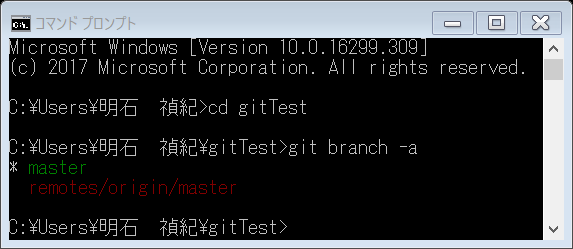 コマンド プロンプト
Microsoft Windows [Version 10.0.16299.309]
(c) 2017 Microsoft Corporation. All rights reserved.
C:¥Users¥明石　禎紀>cd gitTest
C:¥Users¥明石　禎紀¥gitTest>git branch -a
* master
  remotes/origin/master
C:¥Users¥明石　禎紀¥gitTest>